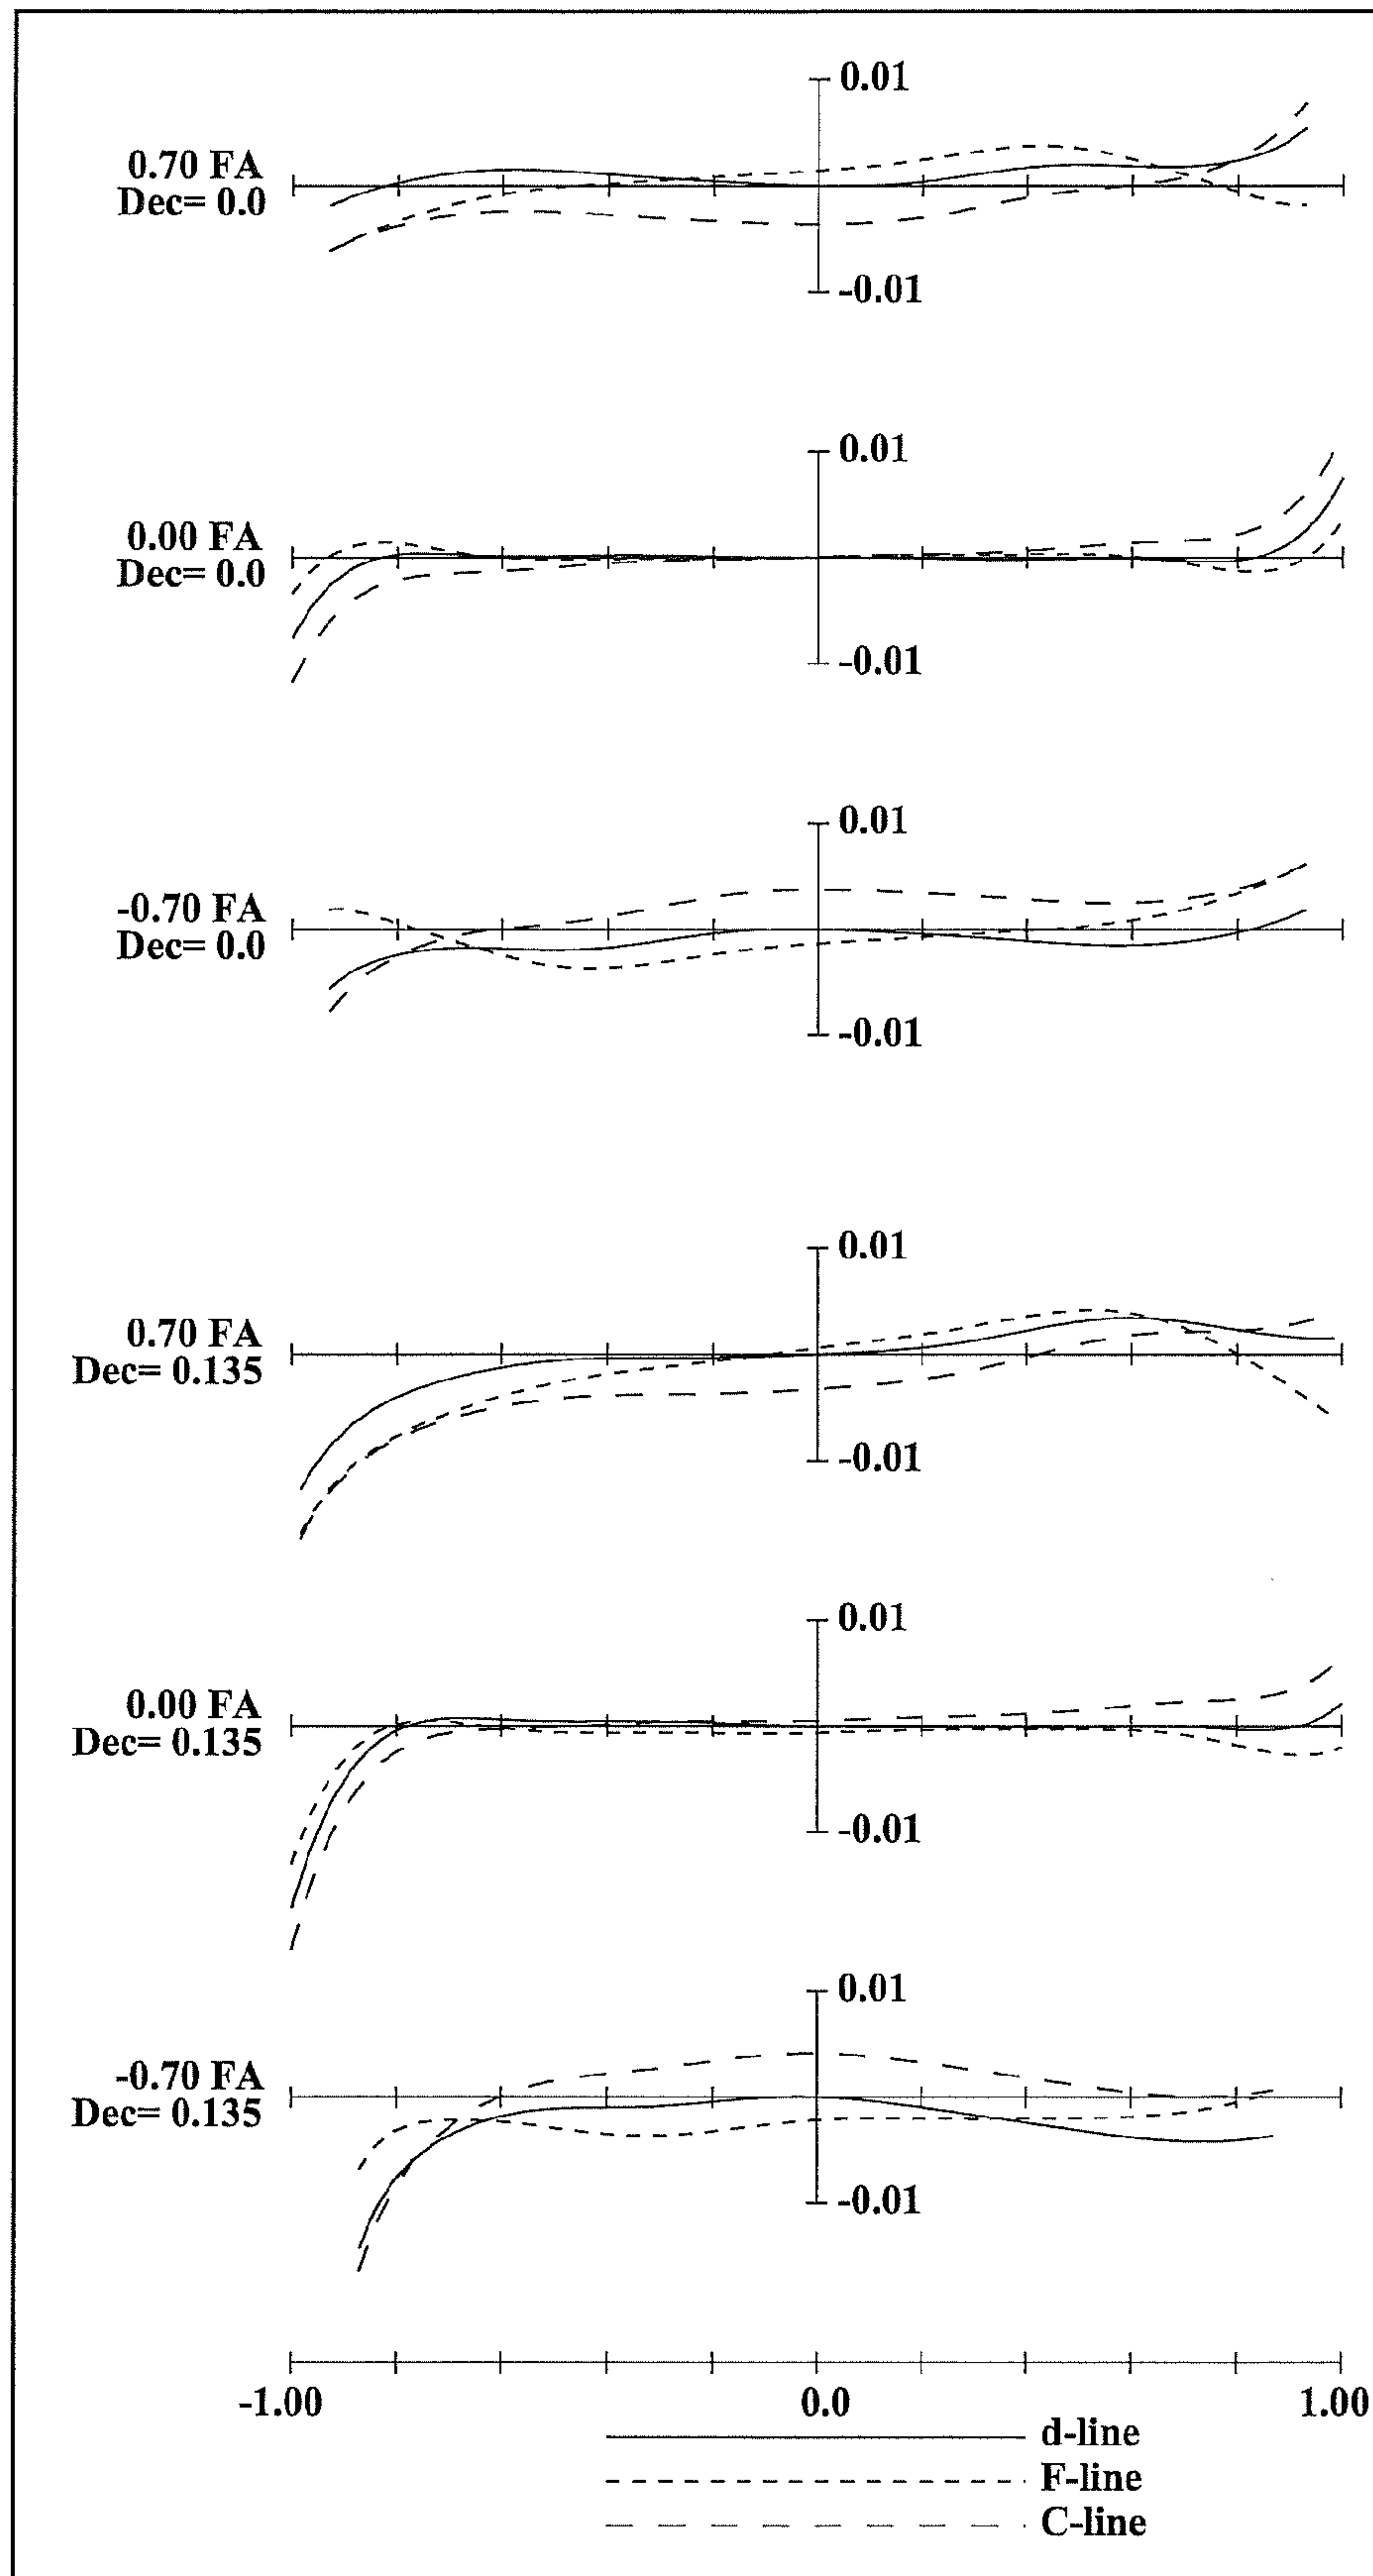 0.01
0.70 FA
Dec= 0.0
-0.01
0.01
0.00 FA
Dec= 0.0
-0.01
0.01
-0.70 FA
Dec= 0.0
-0.01
0.01
0.70 FA
Dec= 0.135
-0.01
0.01
0.00 FA
Dec= 0.135
-0.01
0.01
-0.70 FA
Dec= 0.135
-0.01
-1.00 0.0 1.00
d-line
F-line
C-line